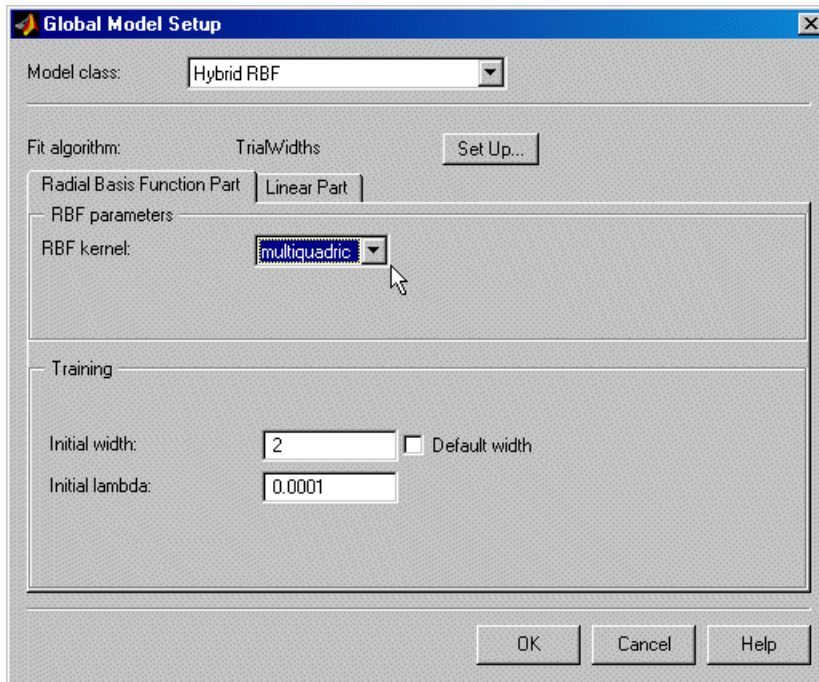 Global Model Setup
Model class: Hybrid RBF
Fit algorithm: TrialWidths Set Up...
Radial Basis Function Part Linear Part
RBF parameters
RBF kernel: multiquadric
Training
Initial width: 2 Default width
Initial lambda: 0.0001
OK Cancel Help